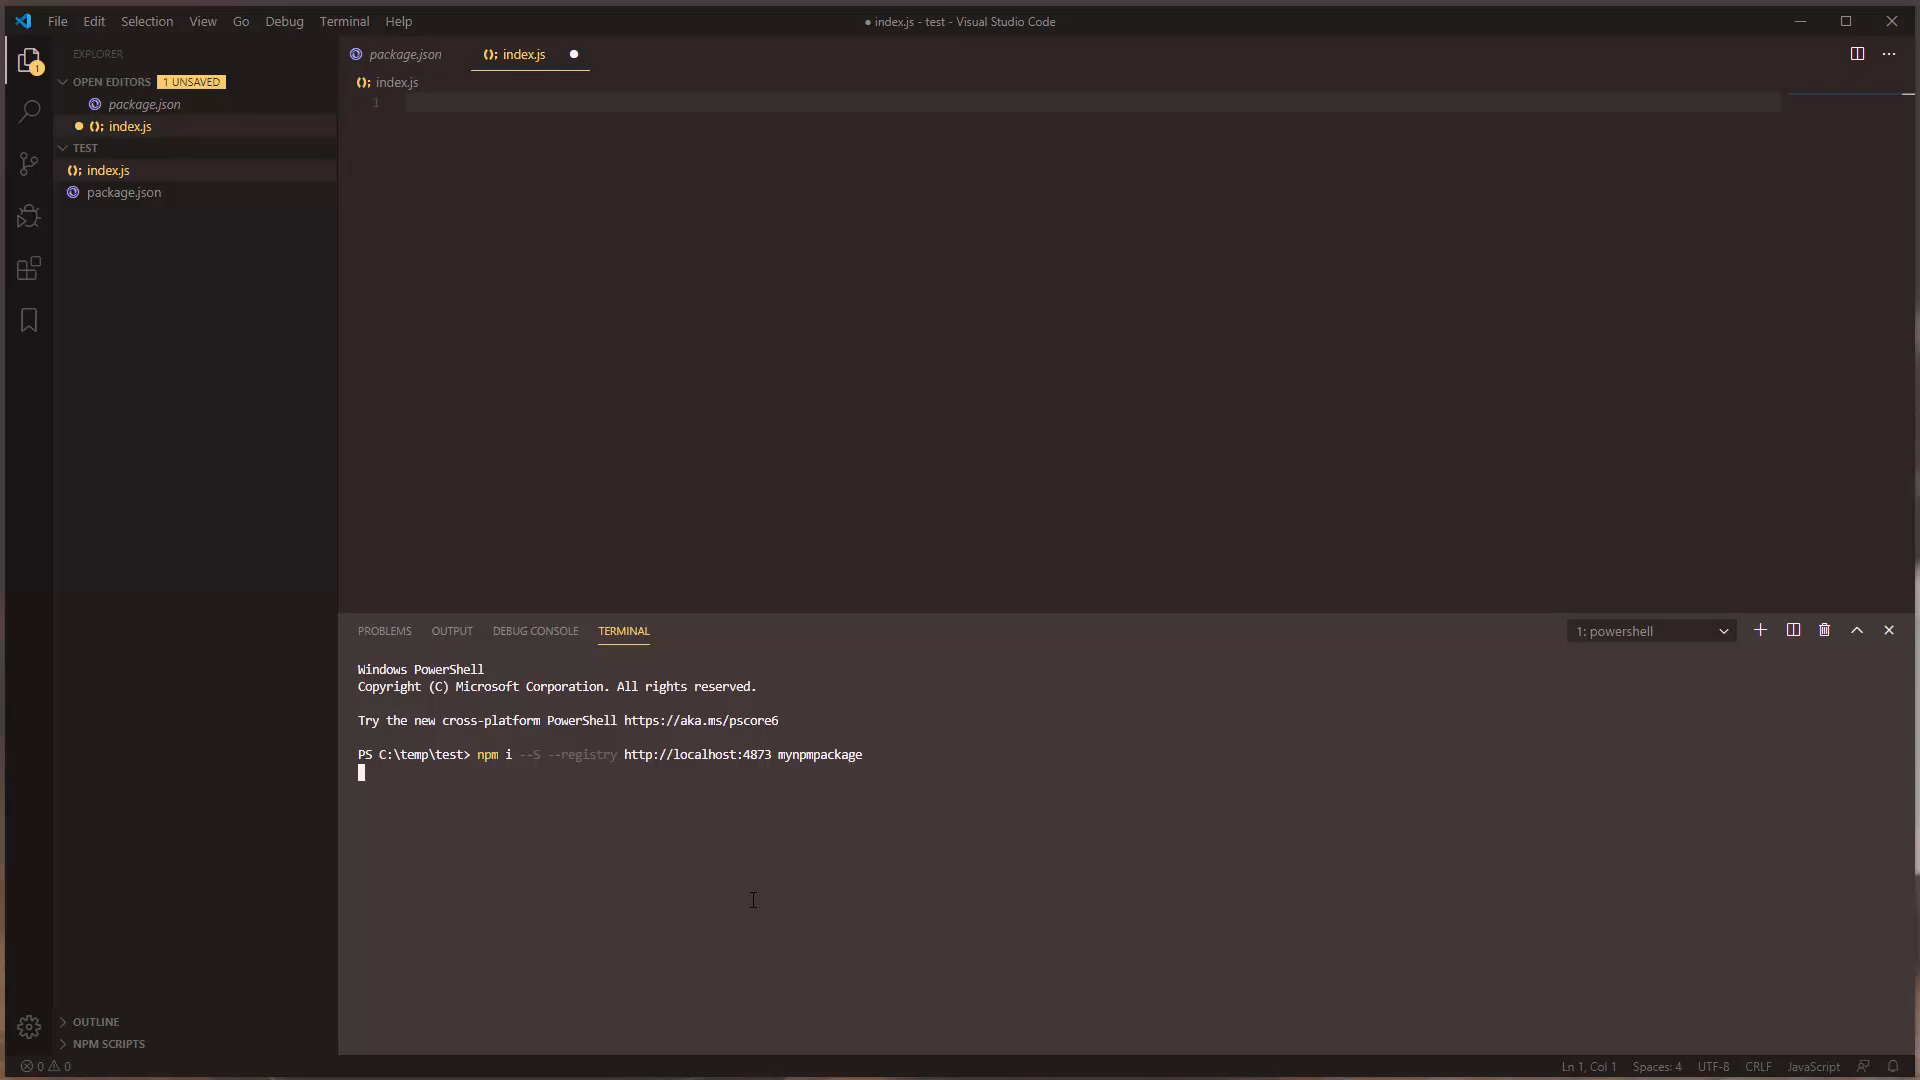 File Edit Selection View Go Debug Terminal Help
● index.js - test - Visual Studio Code
EXPLORER
OPEN EDITORS 1 UNSAVED
package.json
index.js
TEST
index.js
package.json
OUTLINE
NPM SCRIPTS
1
package.json index.js
index.js
1
PROBLEMS OUTPUT DEBUG CONSOLE TERMINAL
1: powershell
Windows PowerShell
Copyright (C) Microsoft Corporation. All rights reserved.
Try the new cross-platform PowerShell https://aka.ms/pscore6
PS C:\temp\test> npm i --S --registry http://localhost:4873 mynpmpackage
0 0
Ln 1, Col 1 Spaces: 4 UTF-8 CRLF JavaScript